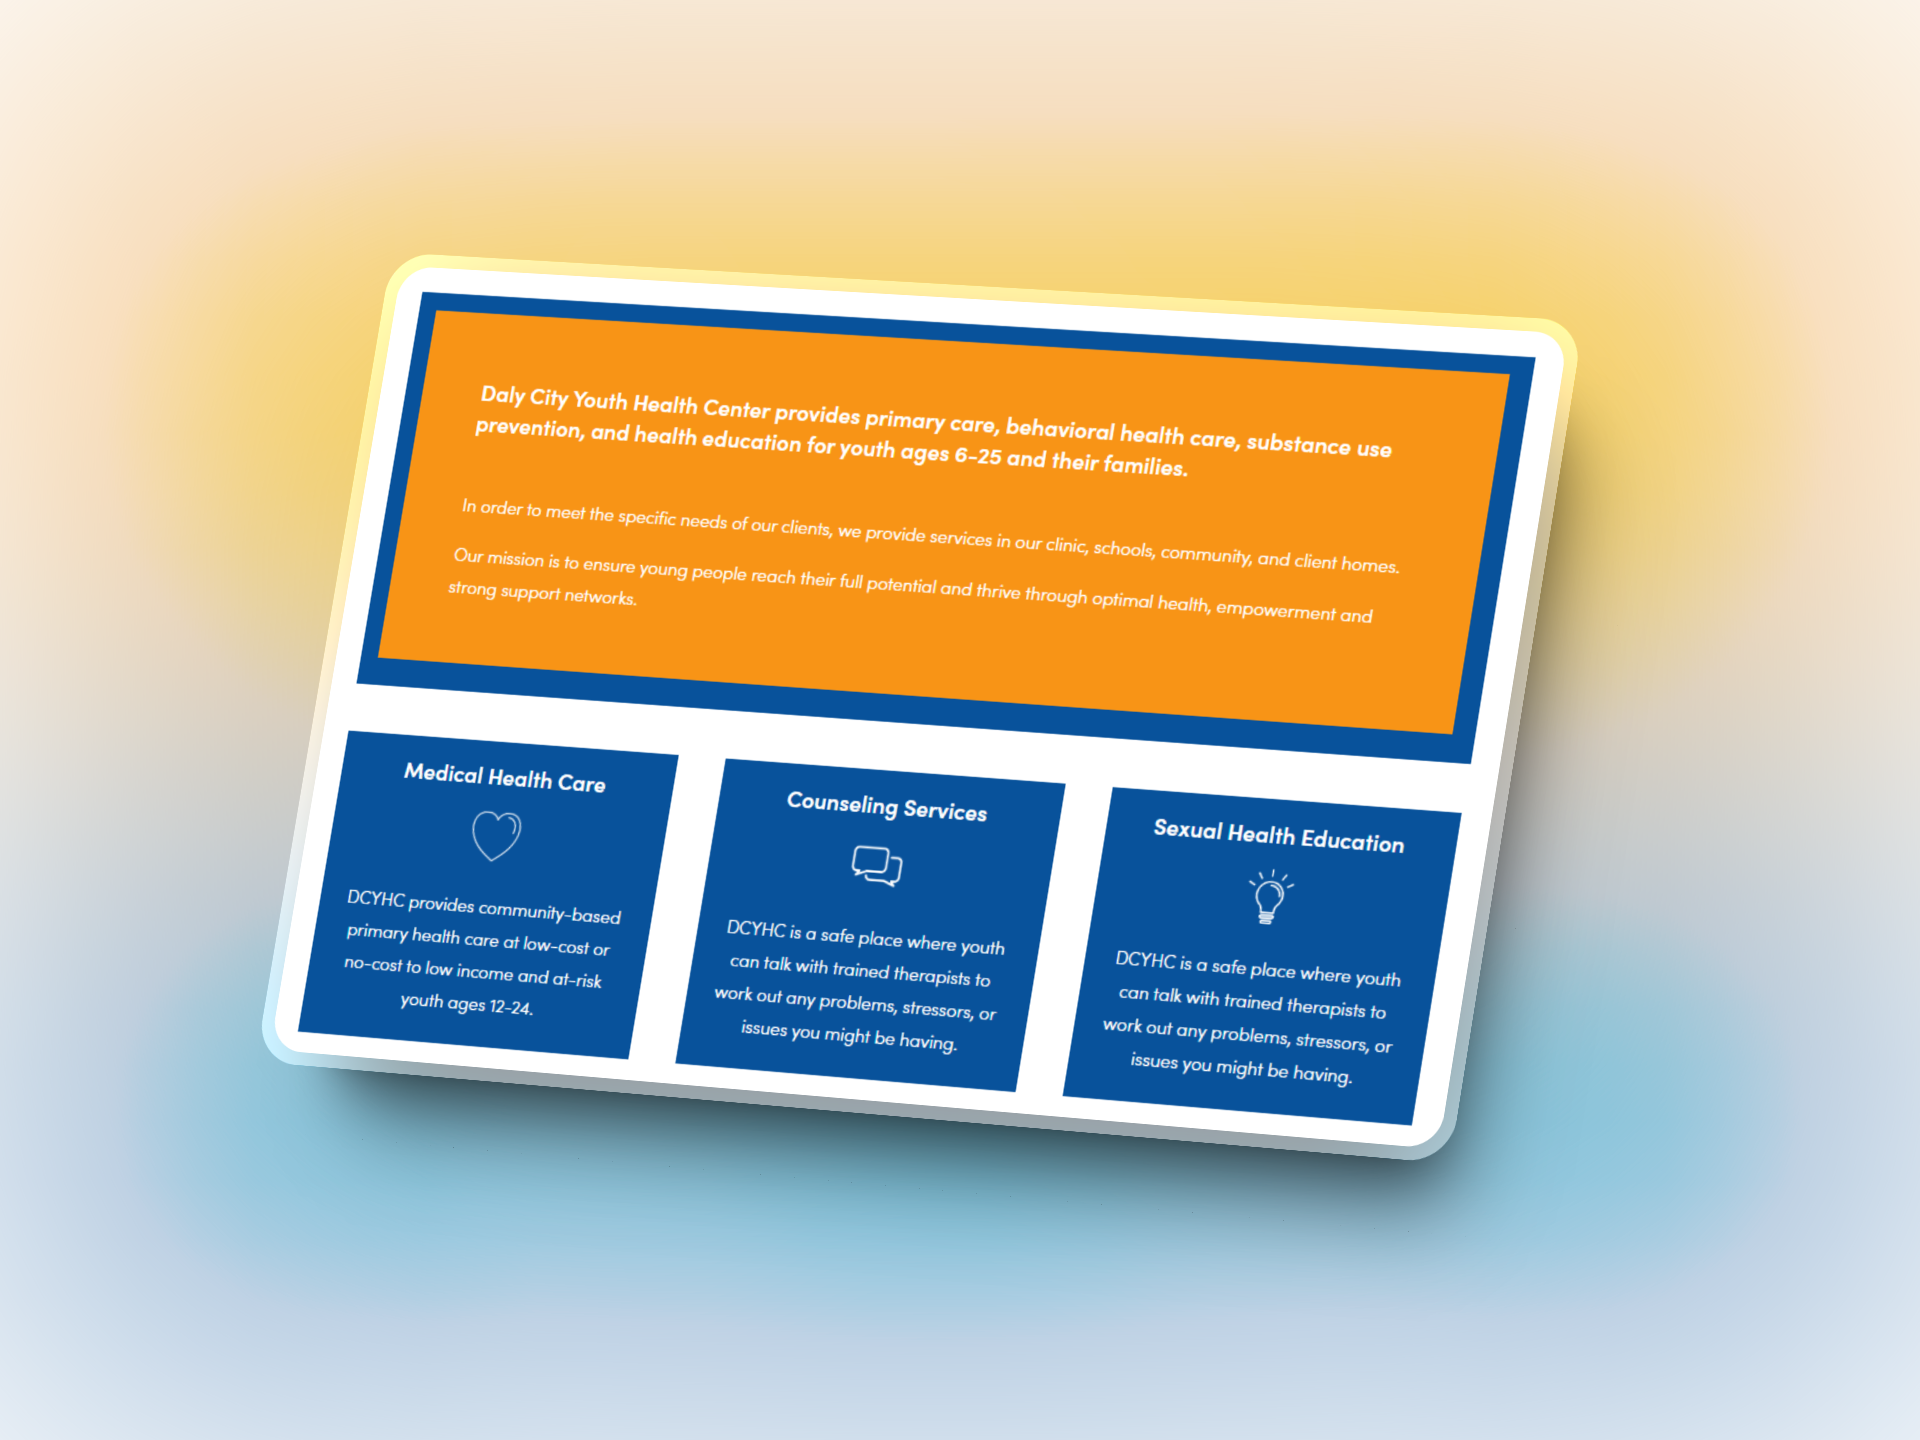 Daly City Youth Health Center provides primary care, behavioral health care, substance use
prevention, and health education for youth ages 6-25 and their families.
In order to meet the specific needs of our clients, we provide services in our clinic, schools, community, and client homes.
Our mission is to ensure young people reach their full potential and thrive through optimal health, empowerment and
strong support networks.
Medical Health Care
DCYHC provides community-based
primary health care at low-cost or
no-cost to low income and at-risk
youth ages 12-24.
Counseling Services
DCYHC is a safe place where youth
can talk with trained therapists to
work out any problems, stressors, or
issues you might be having.
Sexual Health Education
DCYHC is a safe place where youth
can talk with trained therapists to
work out any problems, stressors, or
issues you might be having.